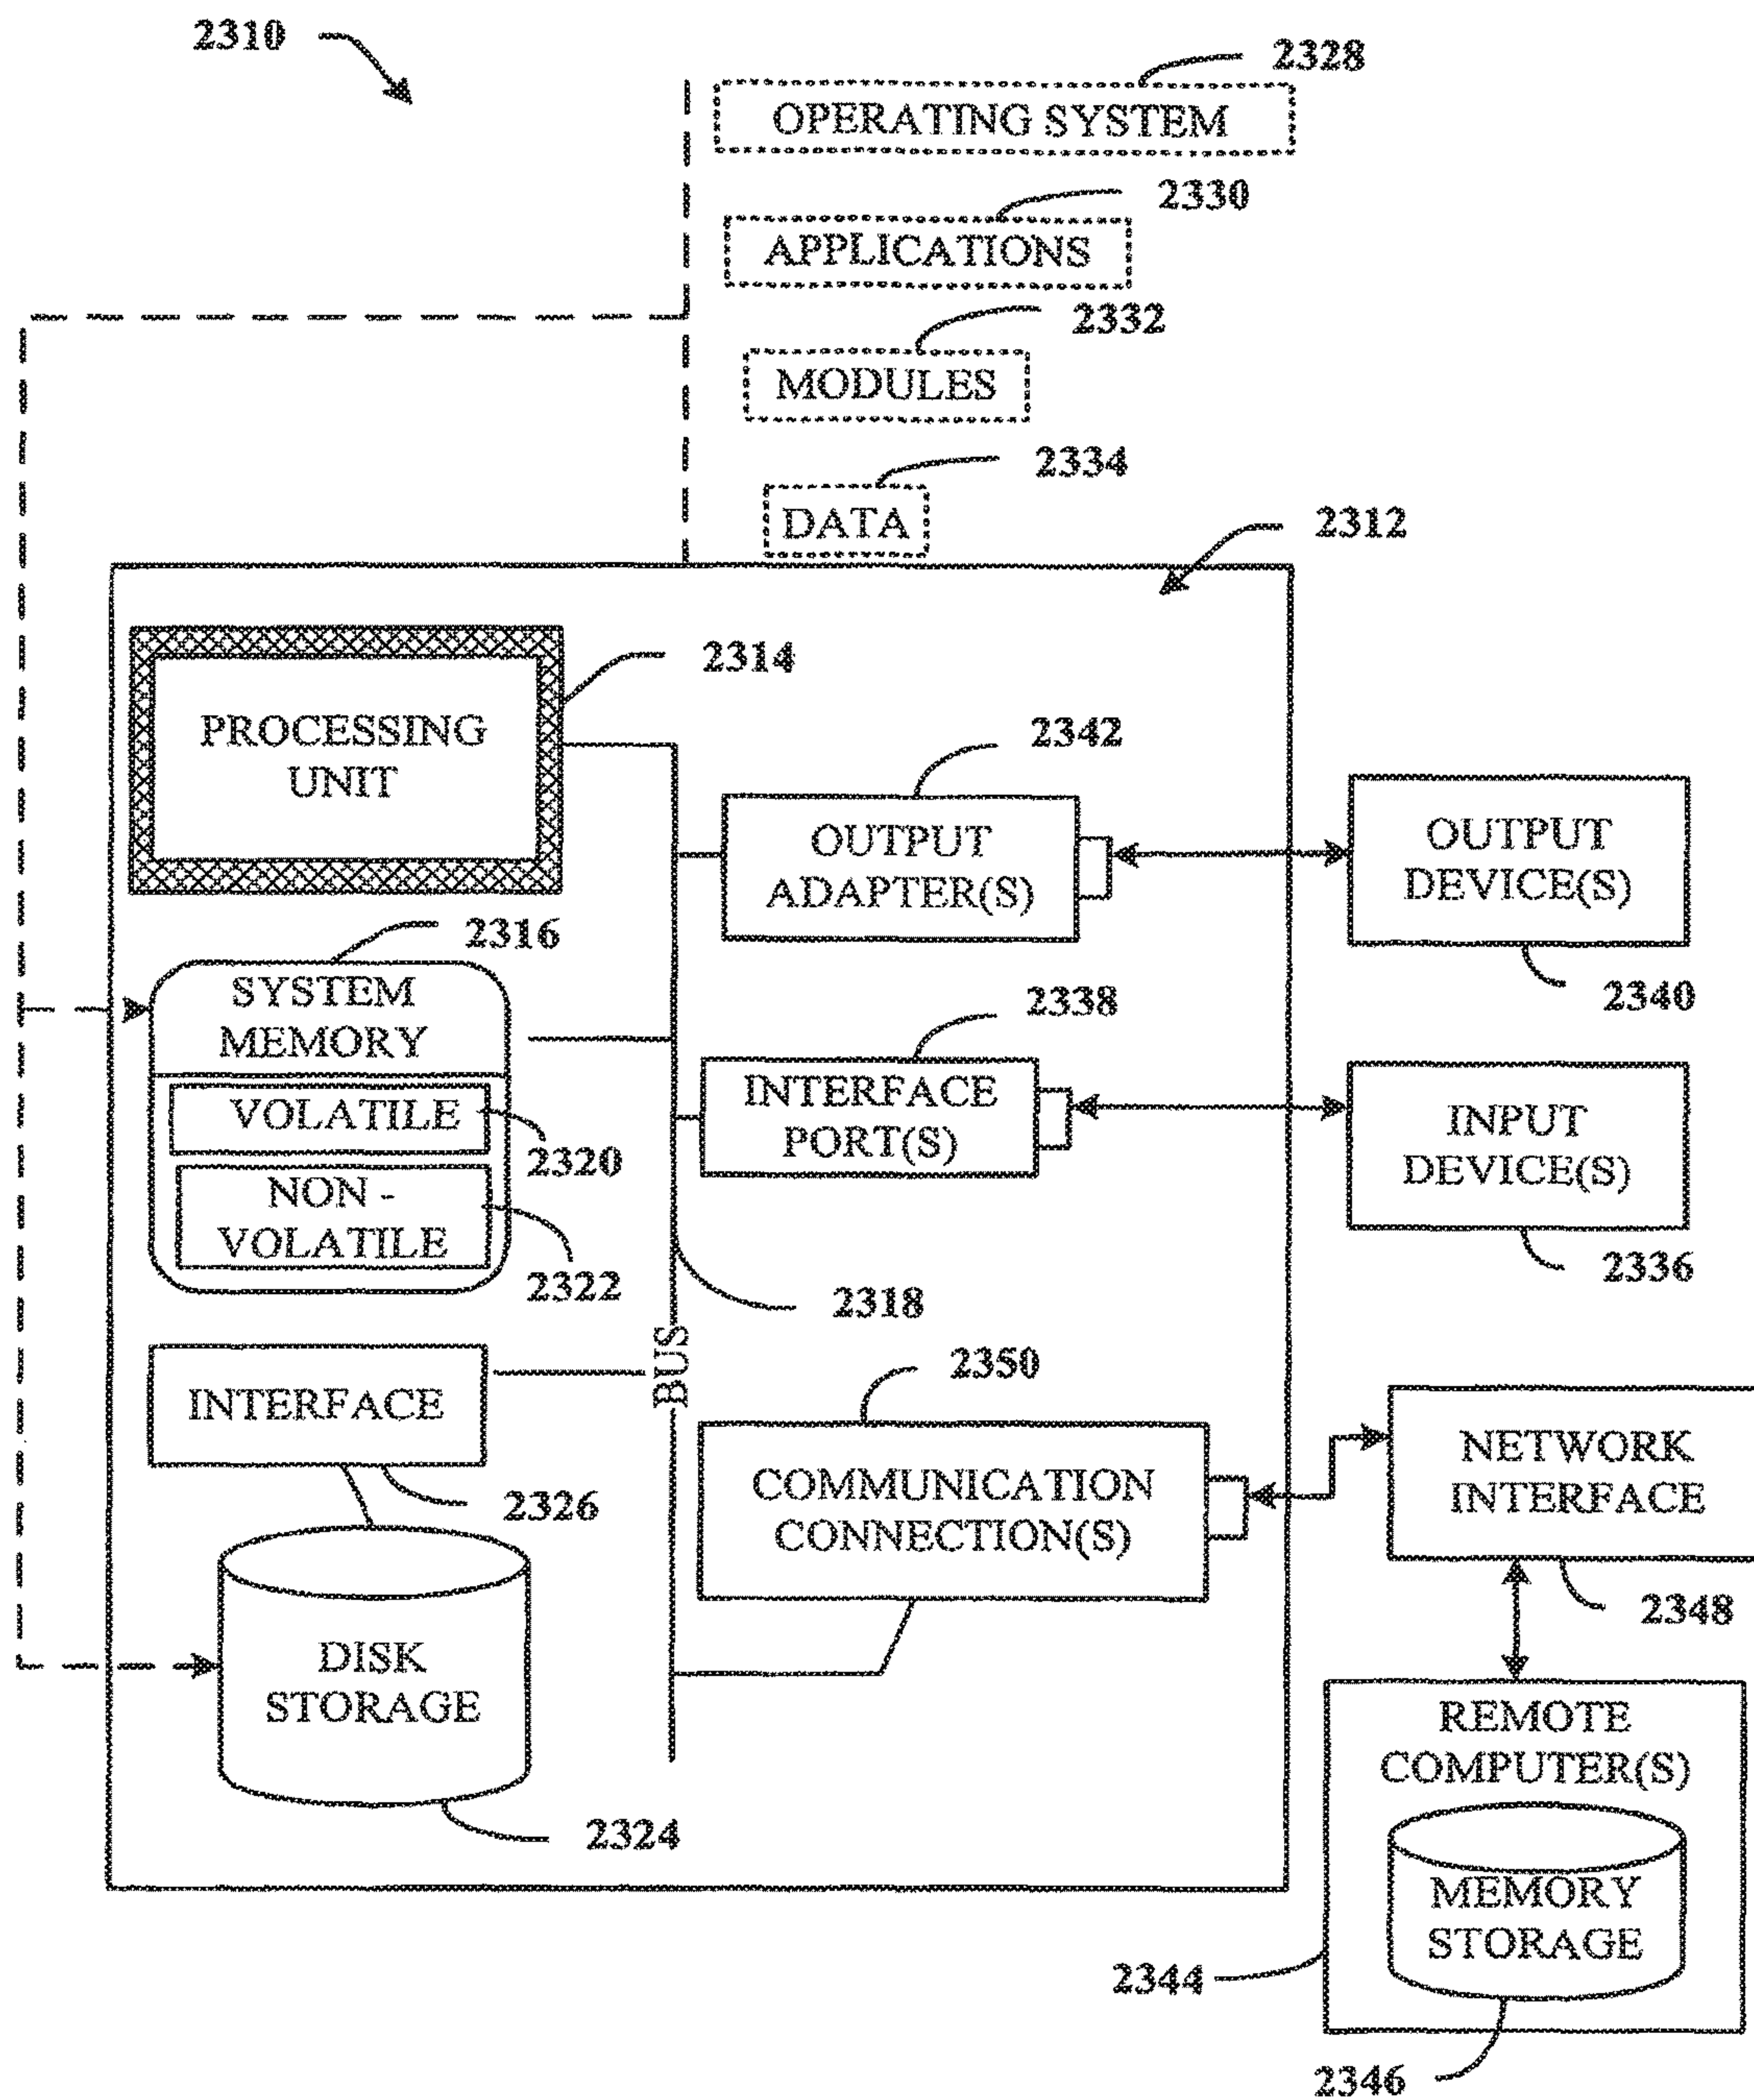 2310
2328
OPERATING SYSTEM
2330
APPLICATIONS
2332
MODULES
2334
DATA
2312
2314
PROCESSING
UNIT
2342
OUTPUT
ADAPTER(S)
OUTPUT
DEVICE(S)
2340
2316
SYSTEM
MEMORY
VOLATILE
2320
NON -
VOLATILE
2322
2338
INTERFACE
PORT(S)
INPUT
DEVICE(S)
2336
2318
BUS
INTERFACE
2326
2350
COMMUNICATION
CONNECTION(S)
NETWORK
INTERFACE
2348
DISK
STORAGE
2324
REMOTE
COMPUTER(S)
MEMORY
STORAGE
2344
2346